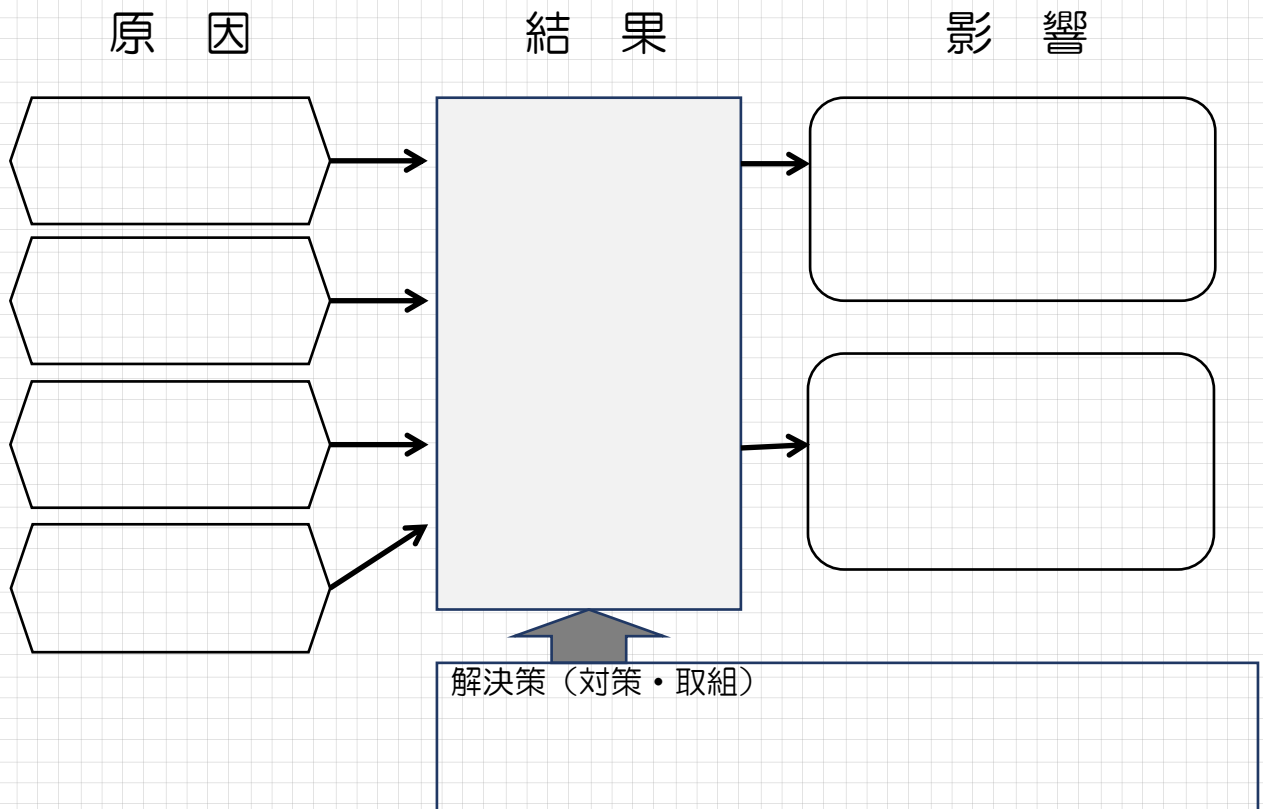 原　因　結　果　影　響
解決策（対策・取組）